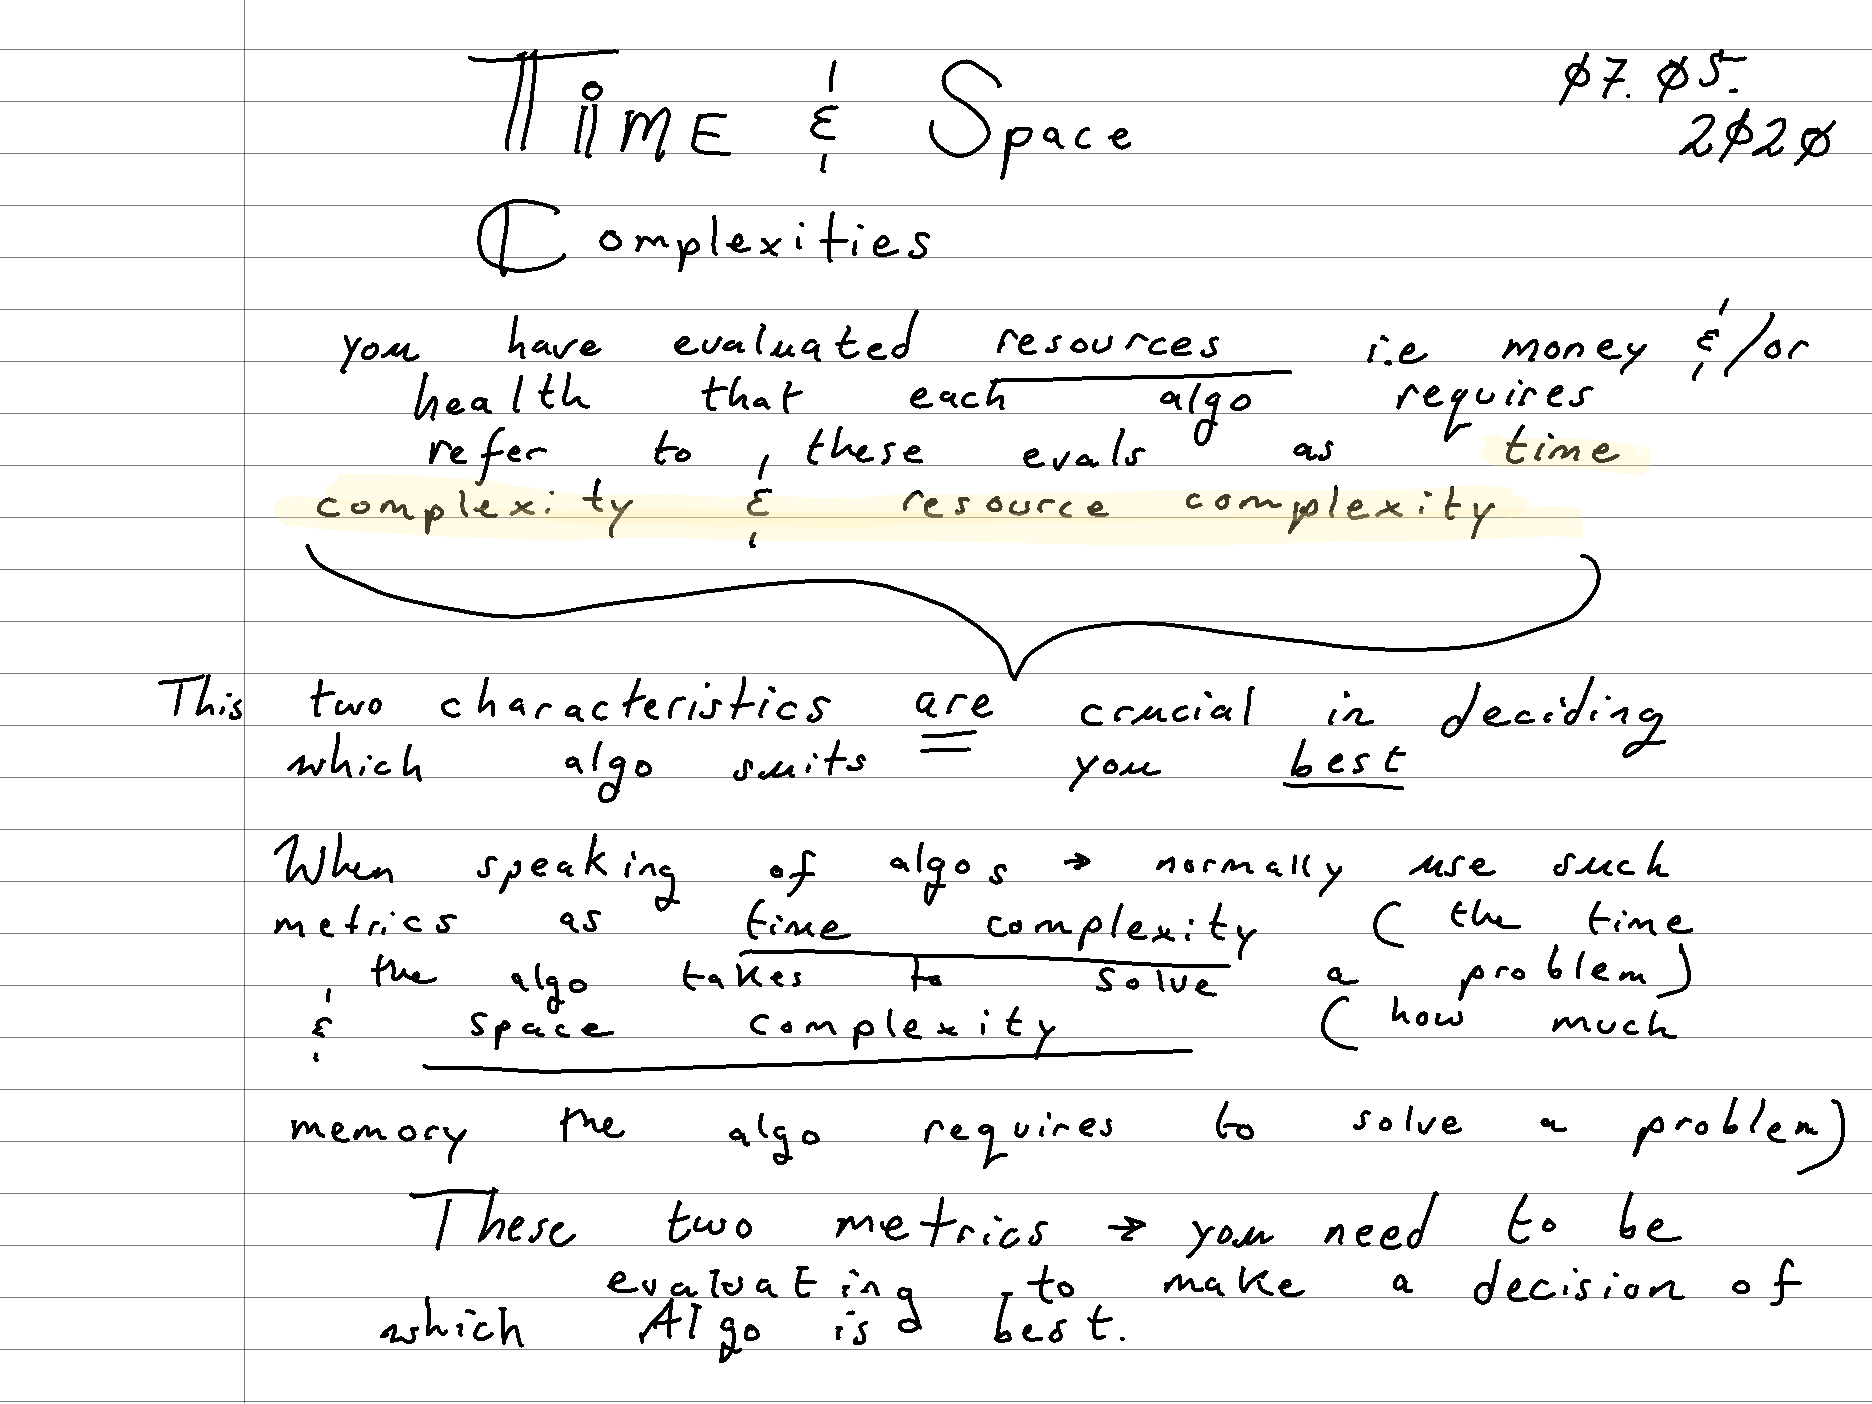 Time & Space
07.05.
2020
Complexities
you have evaluated resources i.e money &/or
health that each algo requires
refer to these evals as time
complexity & resource complexity
This two characteristics are crucial in deciding
which algo suits you best
When speaking of algos → normally use such
metrics as time complexity ( the time
the algo takes to solve a problem)
& space complexity ( how much
memory the algo requires to solve a problem)
These two metrics → you need to be
evaluating to make a decision of
which Algo is best.